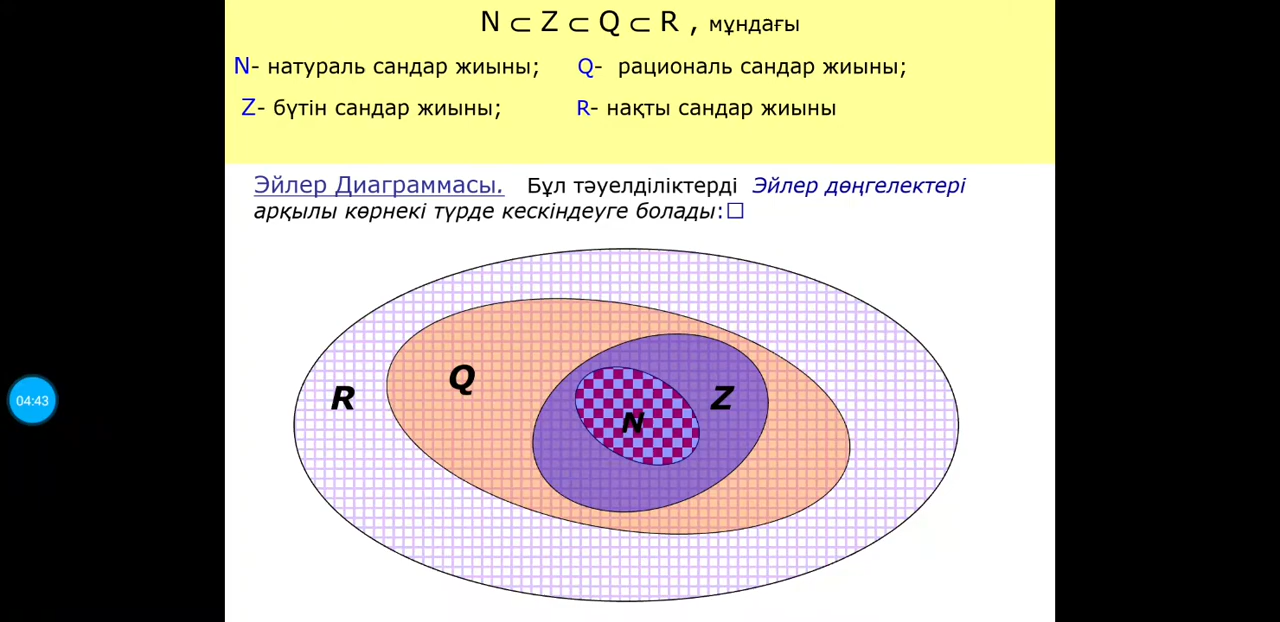 N ⊂ Z ⊂ Q ⊂ R , мұндағы
N- натураль сандар жиыны; Q- рациональ сандар жиыны;
Z- бүтін сандар жиыны; R- нақты сандар жиыны
Эйлер Диаграммасы. Бұл тәуелділіктерді Эйлер дөңгелектері
арқылы көрнекі түрде кескіндеуге болады:□
Q
R
Z
N
04:43